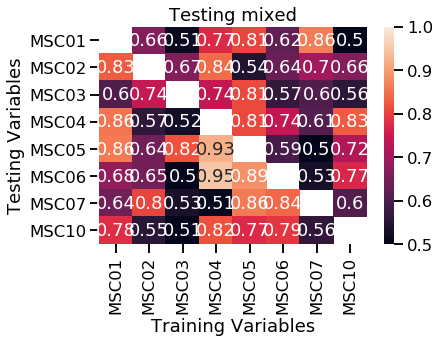 Testing mixed
MSC01 0.66 0.51 0.77 0.81 0.62 0.86 0.5
MSC02 0.83 0.67 0.84 0.54 0.64 0.7 0.66
MSC03 0.6 0.74 0.74 0.81 0.57 0.6 0.56
MSC04 0.86 0.57 0.52 0.81 0.74 0.61 0.83
MSC05 0.86 0.64 0.82 0.93 0.59 0.5 0.72
MSC06 0.68 0.65 0.5 0.95 0.89 0.53 0.77
MSC07 0.64 0.8 0.53 0.51 0.86 0.84 0.6
MSC10 0.78 0.55 0.51 0.82 0.77 0.79 0.56
MSC01 MSC02 MSC03 MSC04 MSC05 MSC06 MSC07 MSC10
Training Variables
Testing Variables
1.0
0.9
0.8
0.7
0.6
0.5